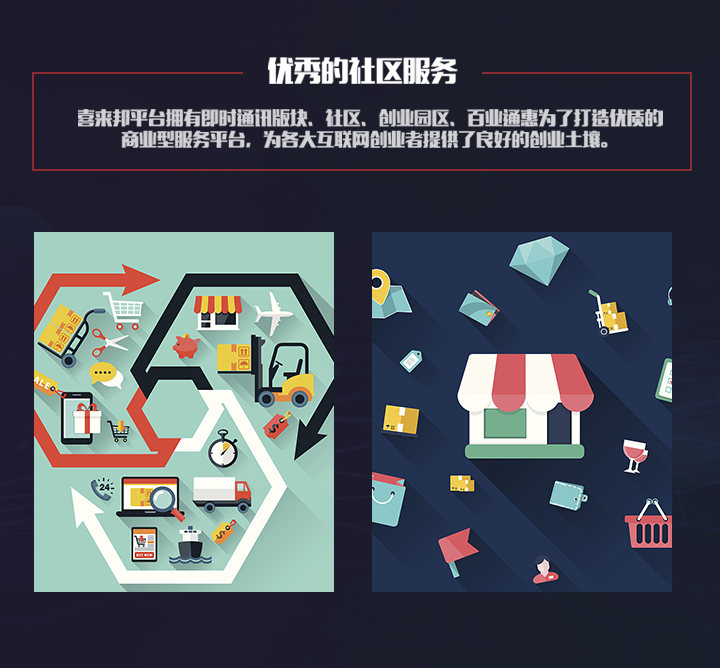 优秀的社区服务
喜来邦平台拥有即时通讯版块、社区、创业园区、百业通惠为了打造优质的
商业型服务平台，为各大互联网创业者提供了良好的创业土壤。
SALE
24
BUY NOW